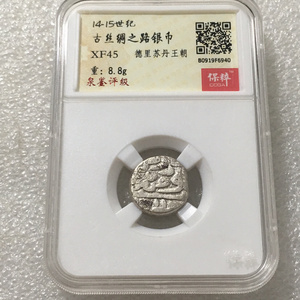 14-15世纪
古丝绸之路银币
XF45 德里苏丹王朝
重: 8.8g
泉鉴评级
B0919F6940
保粹